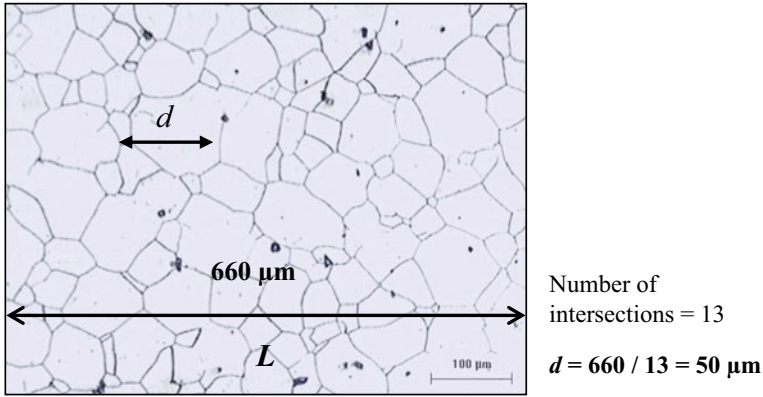 d
660 μm
L
100 µm
Number of
intersections = 13
d = 660 / 13 = 50 μm